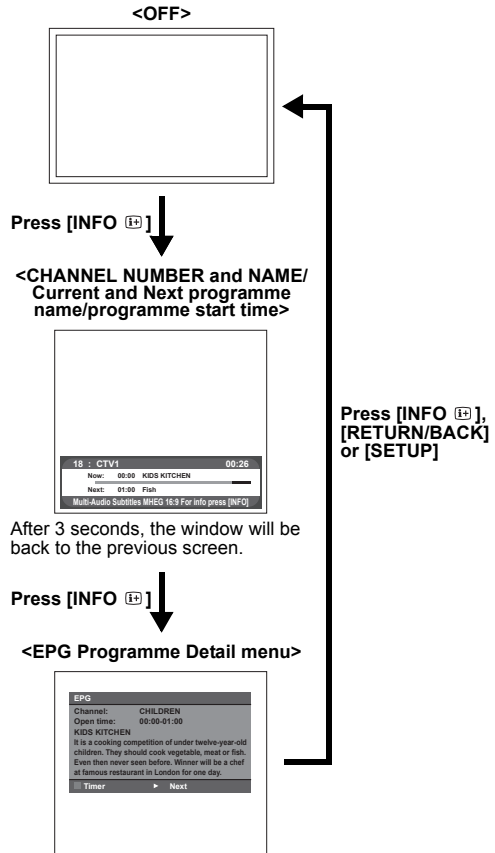 <OFF>
Press [INFO i+]
<CHANNEL NUMBER and NAME/
Current and Next programme
name/programme start time>
18 : CTV1 00:26
Now: 00:00 KIDS KITCHEN
Next: 01:00 Fish
Multi-Audio Subtitles MHEG 16:9 For info press [INFO]
After 3 seconds, the window will be
back to the previous screen.
Press [INFO i+]
<EPG Programme Detail menu>
EPG
Channel: CHILDREN
Open time: 00:00-01:00
KIDS KITCHEN
It is a cooking competition of under twelve-year-old
children. They should cook vegetable, meat or fish.
Even then never seen before. Winner will be a chef
at famous restaurant in London for one day.
Timer ► Next
Press [INFO i+],
[RETURN/BACK]
or [SETUP]